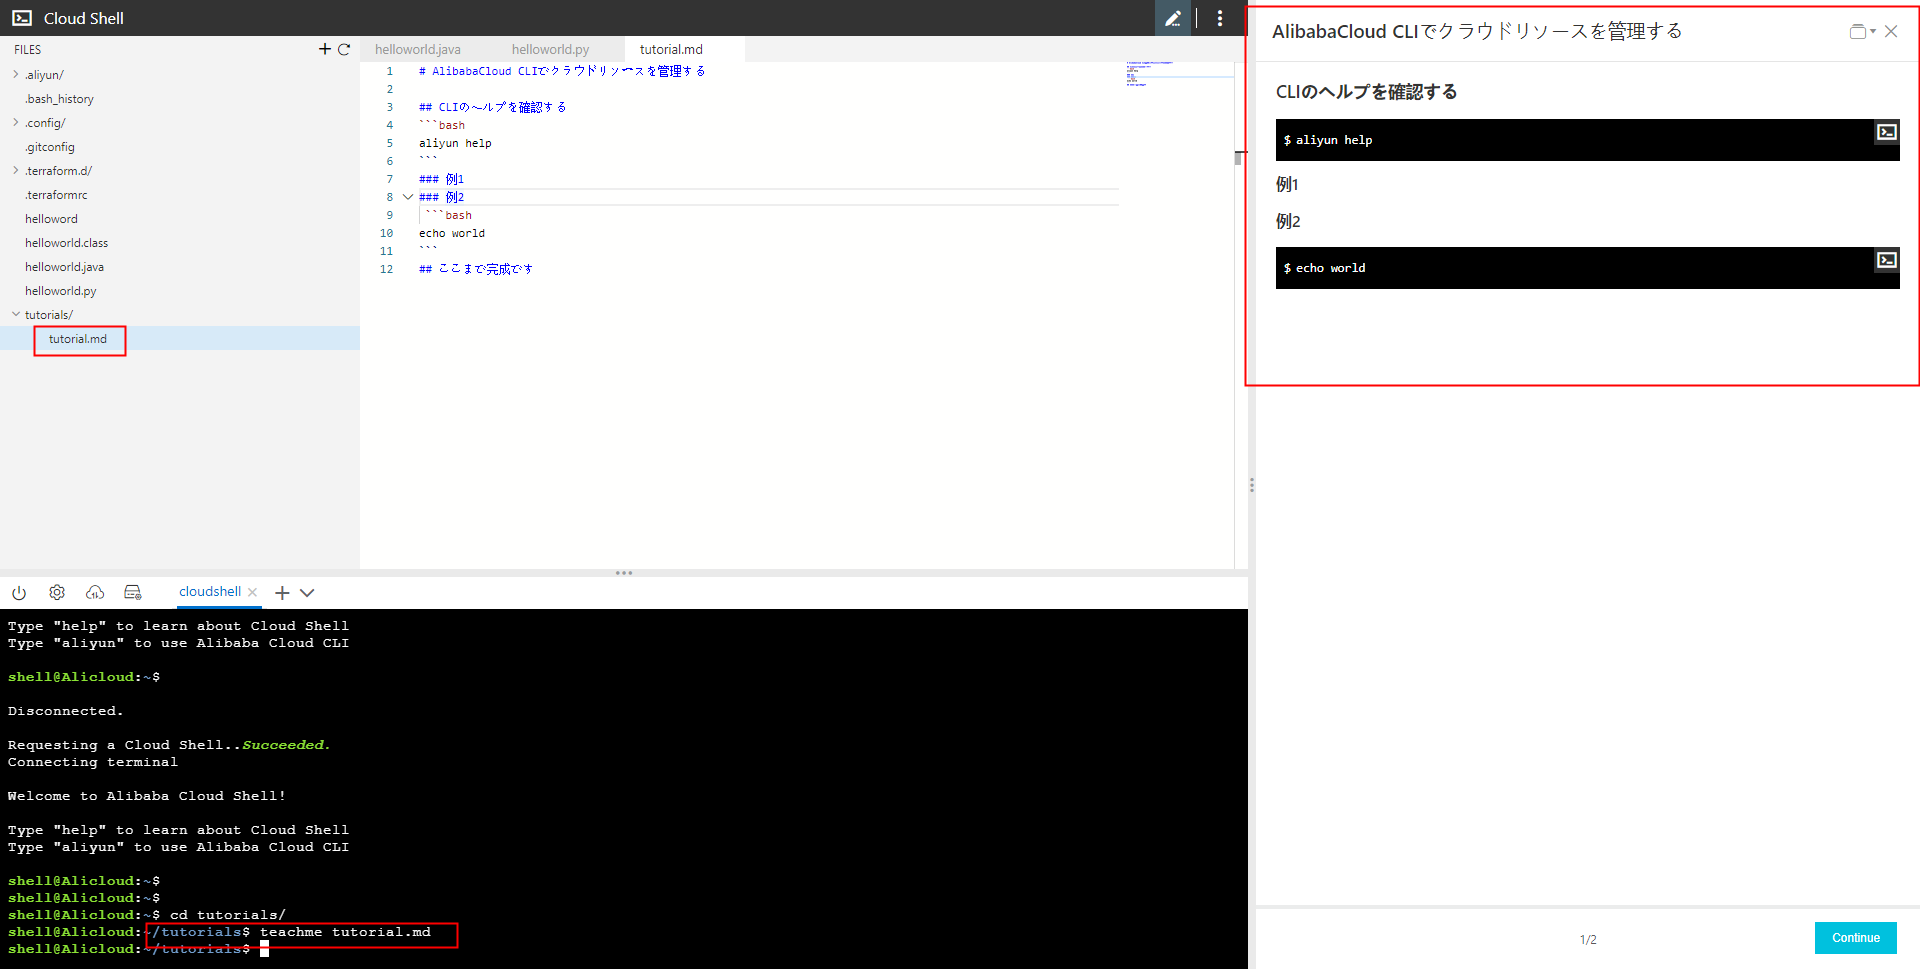 Cloud Shell
FILES
.aliyun/
.bash_history
.config/
.gitconfig
.terraform.d/
.terraformrc
helloword
helloworld.class
helloworld.java
helloworld.py
tutorials/
tutorial.md
helloworld.java
helloworld.py
tutorial.md
1 # AlibabaCloud CLIでクラウドリソースを管理する
2
3 ## CLIのヘルプを確認する
4 ```bash
5 aliyun help
6 ```
7 ### 例1
8 ### 例2
9 ```bash
10 echo world
11 ```
12 ## ここまで完成です
cloudshell
Type "help" to learn about Cloud Shell
Type "aliyun" to use Alibaba Cloud CLI
shell@Alicloud:~$
Disconnected.
Requesting a Cloud Shell..Succeeded.
Connecting terminal
Welcome to Alibaba Cloud Shell!
Type "help" to learn about Cloud Shell
Type "aliyun" to use Alibaba Cloud CLI
shell@Alicloud:~$
shell@Alicloud:~$
shell@Alicloud:~$ cd tutorials/
shell@Alicloud:~/tutorials$ teachme tutorial.md
shell@Alicloud:~/tutorials$
AlibabaCloud CLIでクラウドリソースを管理する
CLIのヘルプを確認する
$ aliyun help
例1
例2
$ echo world
1/2
Continue